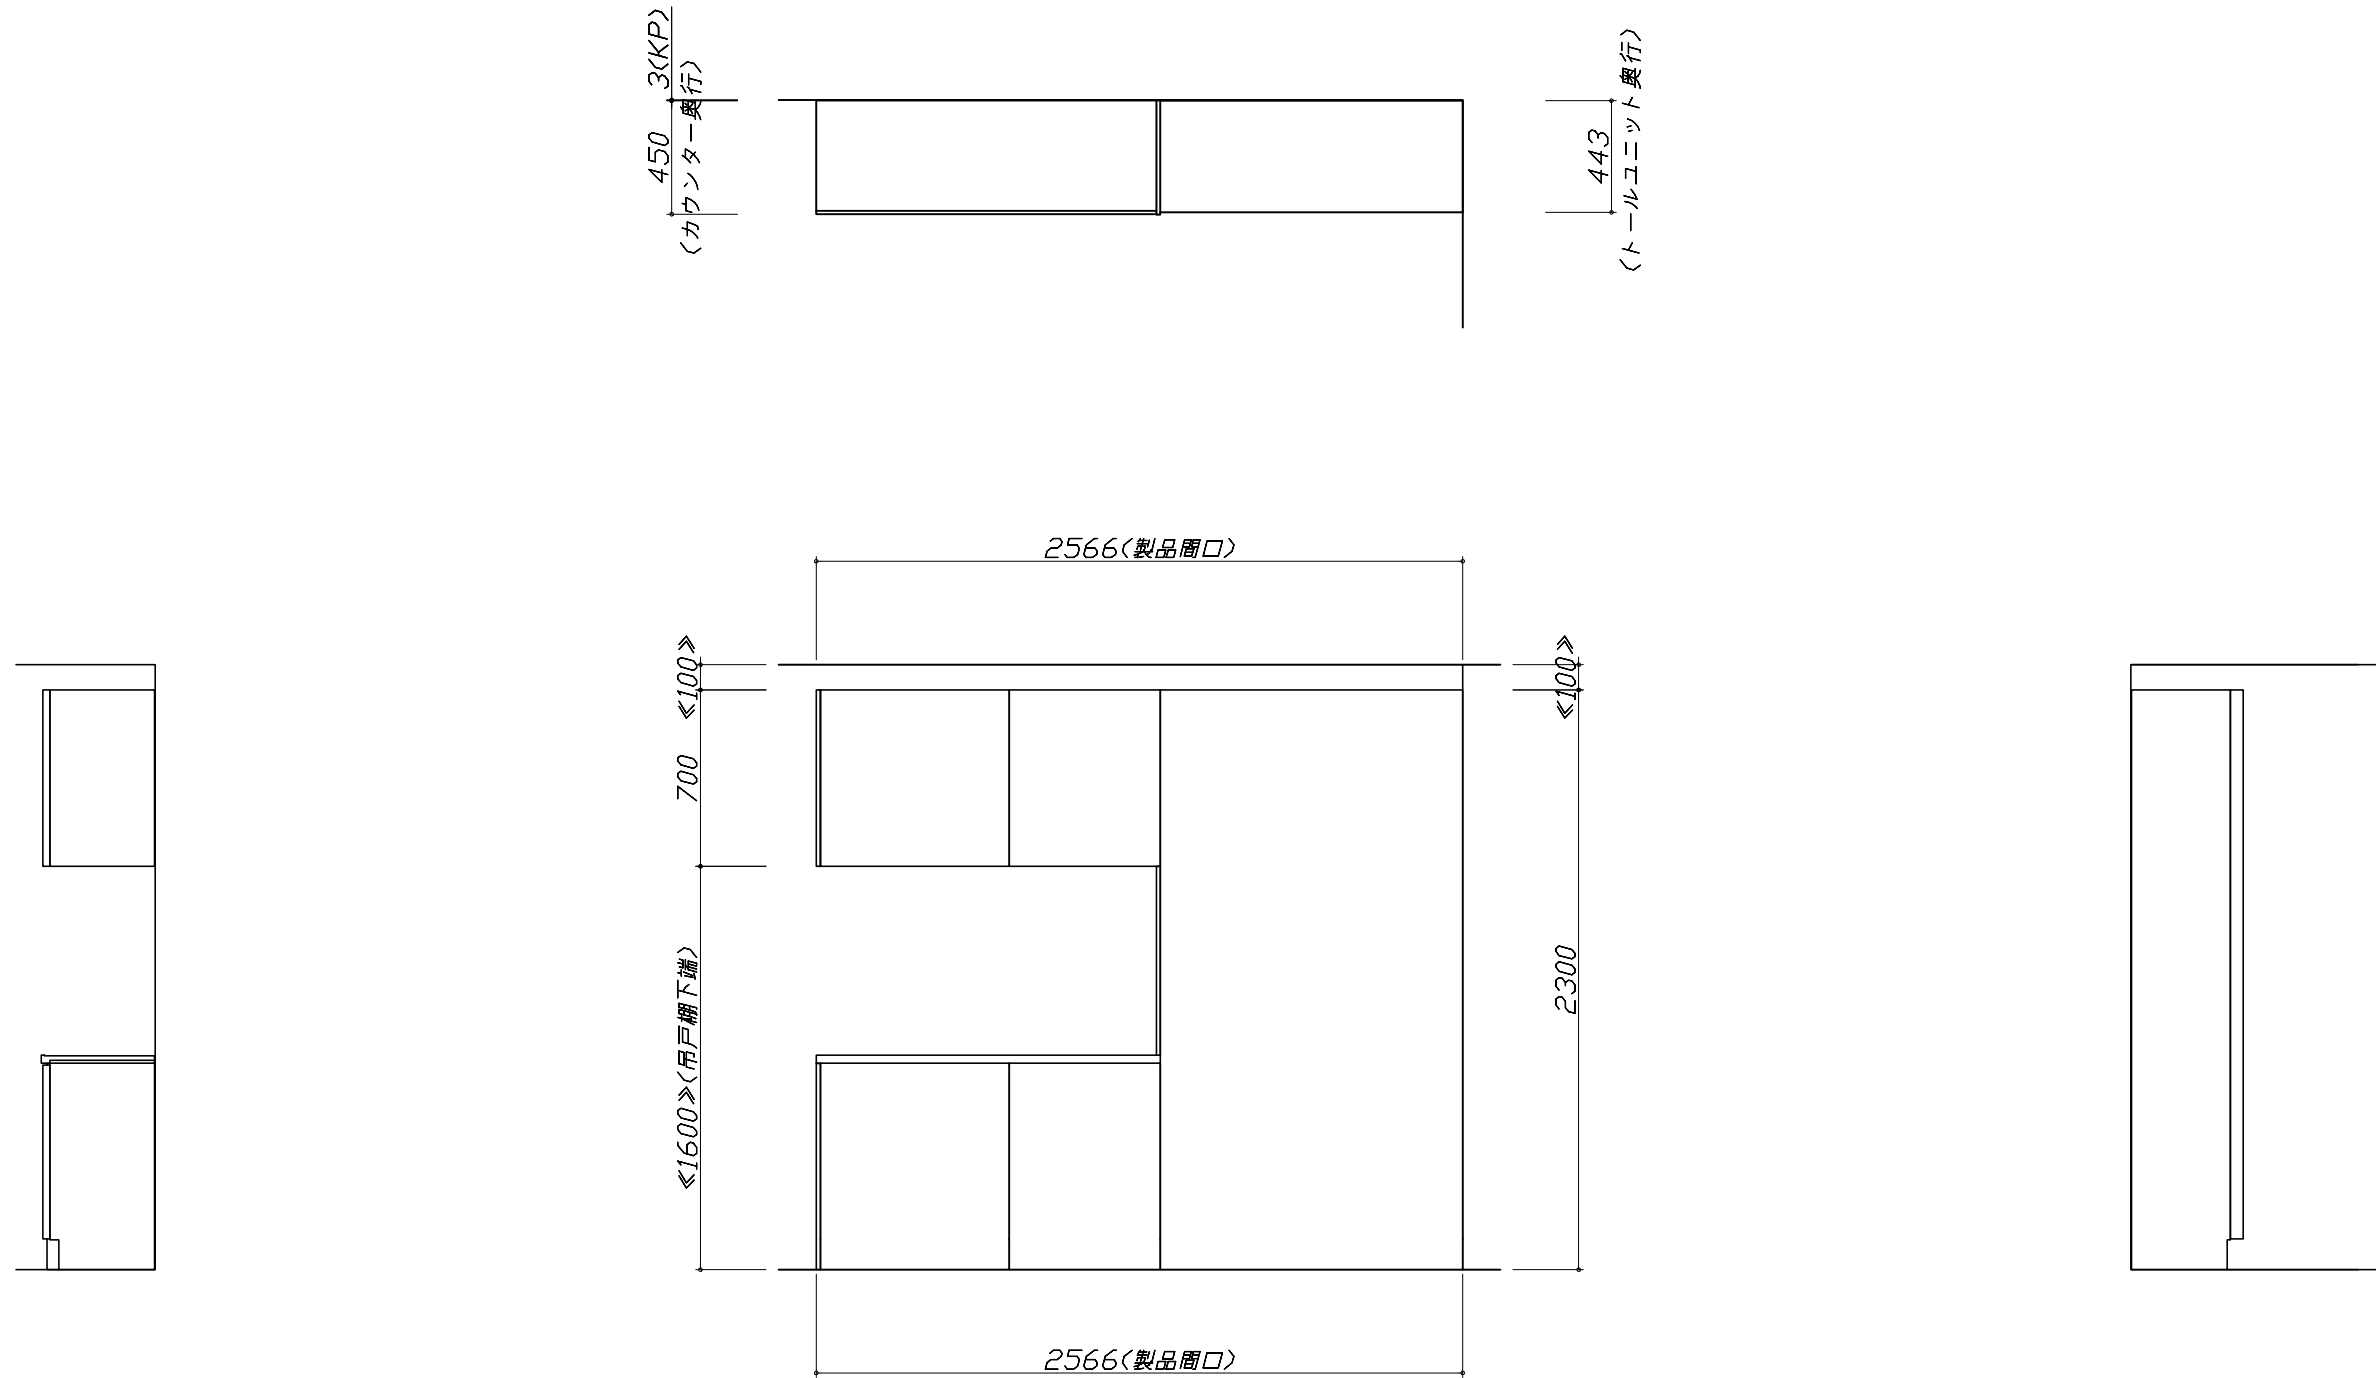 3(KP)
450
(カウンター奥行)
443
(トールユニット奥行)
2566(製品間口)
≪100≫
700
≪1600≫(吊戸棚下端)
≪100≫
2300
2566(製品間口)